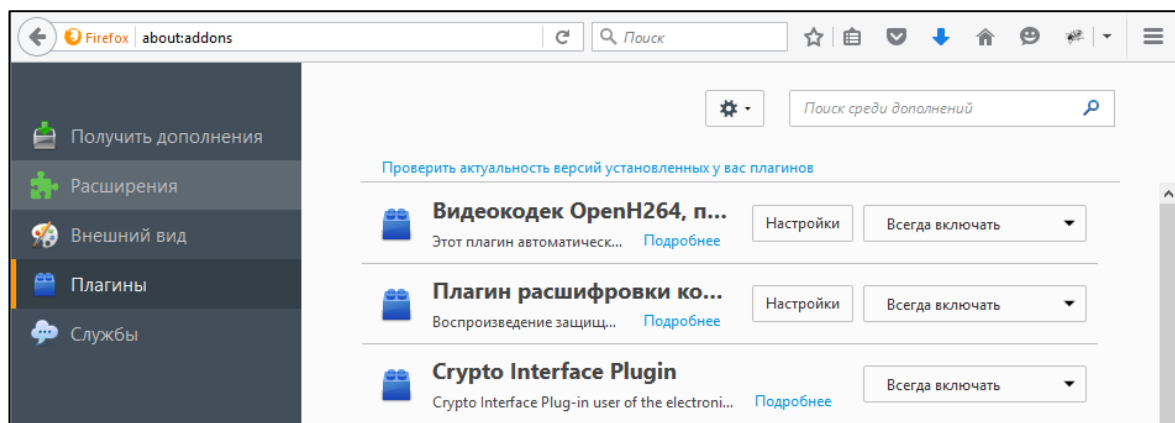 Firefox about:addons Поиск
Получить дополнения
Расширения
Внешний вид
Плагины
Службы
Поиск среди дополнений
Проверить актуальность версий установленных у вас плагинов
Видеокодек OpenH264, п...
Этот плагин автоматическ... Подробнее
Настройки
Всегда включать
Плагин расшифровки ко...
Воспроизведение защищ... Подробнее
Настройки
Всегда включать
Crypto Interface Plugin
Crypto Interface Plug-in user of the electroni... Подробнее
Всегда включать